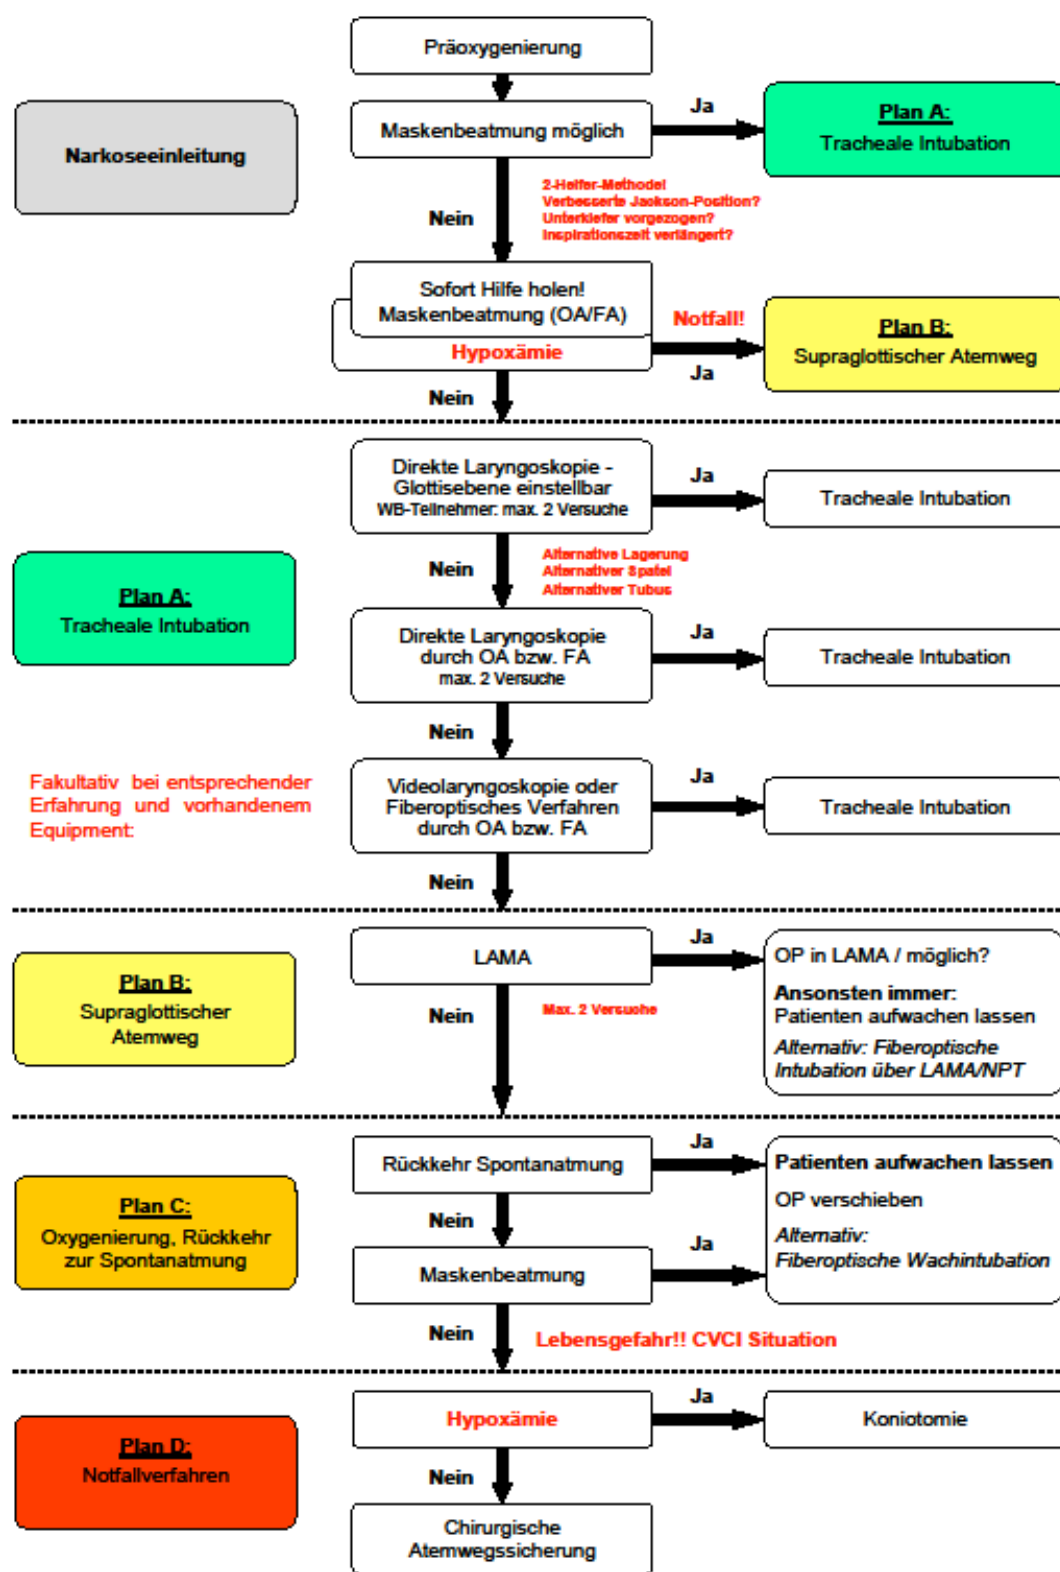 Präoxygenierung
Narkoseeinleitung
Maskenbeatmung möglich
Ja
Plan A:
Tracheale Intubation
Nein
2-Helfer-Methode!
Verbesserte Jackson-Position?
Unterkiefer vorgezogen?
Inspirationszeit verlängert?
Sofort Hilfe holen!
Maskenbeatmung (OA/FA)
Hypoxämie
Notfall!
Ja
Plan B:
Supraglottischer Atemweg
Nein
Plan A:
Tracheale Intubation
Direkte Laryngoskopie -
Glottisebene einstellbar
WB-Teilnehmer: max. 2 Versuche
Ja
Tracheale Intubation
Nein
Alternative Lagerung
Alternativer Spatel
Alternativer Tubus
Direkte Laryngoskopie
durch OA bzw. FA
max. 2 Versuche
Ja
Tracheale Intubation
Nein
Fakultativ bei entsprechender
Erfahrung und vorhandenem
Equipment:
Videolaryngoskopie oder
Fiberoptisches Verfahren
durch OA bzw. FA
Ja
Tracheale Intubation
Nein
Plan B:
Supraglottischer
Atemweg
LAMA
Ja
OP in LAMA / möglich?
Ansonsten immer:
Patienten aufwachen lassen
Alternativ: Fiberoptische
Intubation über LAMA/NPT
Nein
Max. 2 Versuche
Plan C:
Oxygenierung, Rückkehr
zur Spontanatmung
Rückkehr Spontanatmung
Ja
Patienten aufwachen lassen
OP verschieben
Alternativ:
Fiberoptische Wachintubation
Nein
Maskenbeatmung
Ja
Nein
Lebensgefahr!! CVCI Situation
Plan D:
Notfallverfahren
Hypoxämie
Ja
Koniotomie
Nein
Chirurgische
Atemwegssicherung